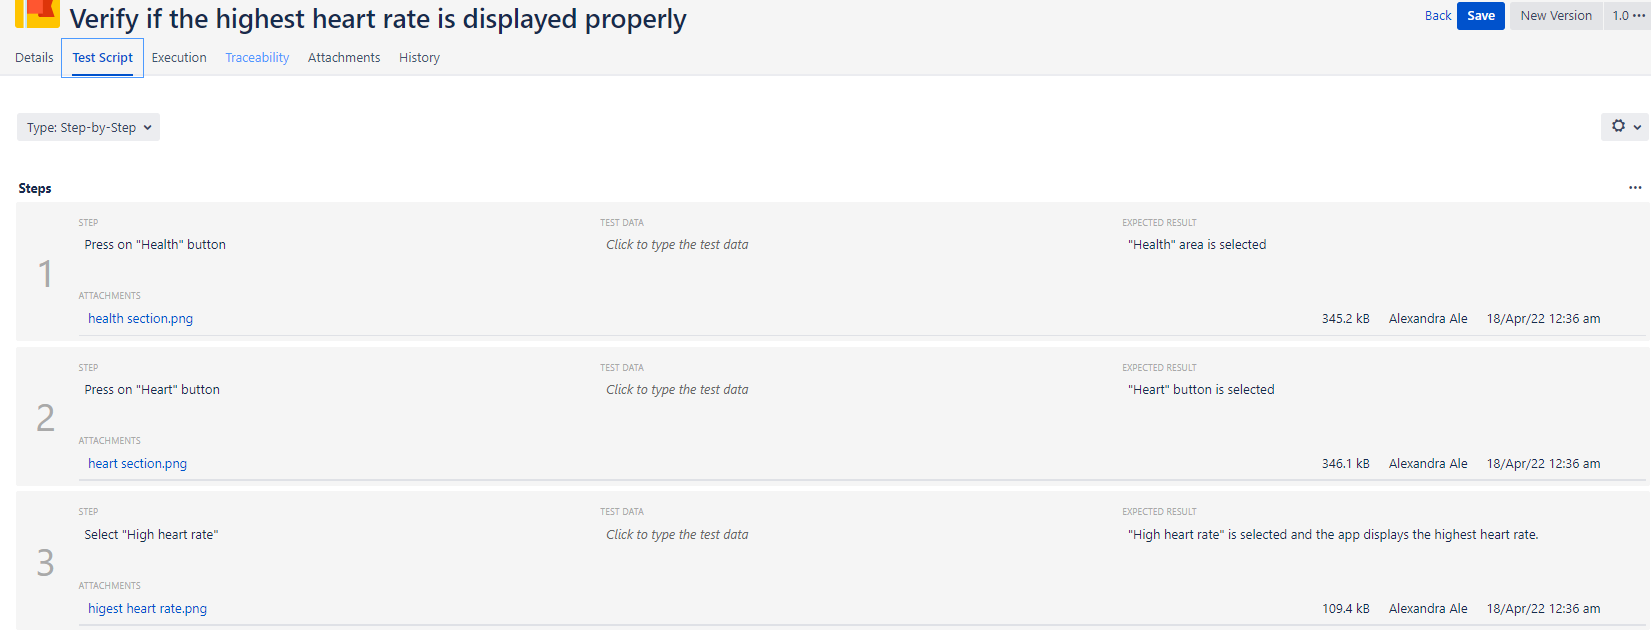 Verify if the highest heart rate is displayed properly
Back Save New Version 1.0 ···
Details Test Script Execution Traceability Attachments History
Type: Step-by-Step
Steps ···
STEP TEST DATA EXPECTED RESULT
Press on "Health" button Click to type the test data "Health" area is selected
1
ATTACHMENTS
health section.png 345.2 kB Alexandra Ale 18/Apr/22 12:36 am
STEP TEST DATA EXPECTED RESULT
Press on "Heart" button Click to type the test data "Heart" button is selected
2
ATTACHMENTS
heart section.png 346.1 kB Alexandra Ale 18/Apr/22 12:36 am
STEP TEST DATA EXPECTED RESULT
Select "High heart rate" Click to type the test data "High heart rate" is selected and the app displays the highest heart rate.
3
ATTACHMENTS
higest heart rate.png 109.4 kB Alexandra Ale 18/Apr/22 12:36 am